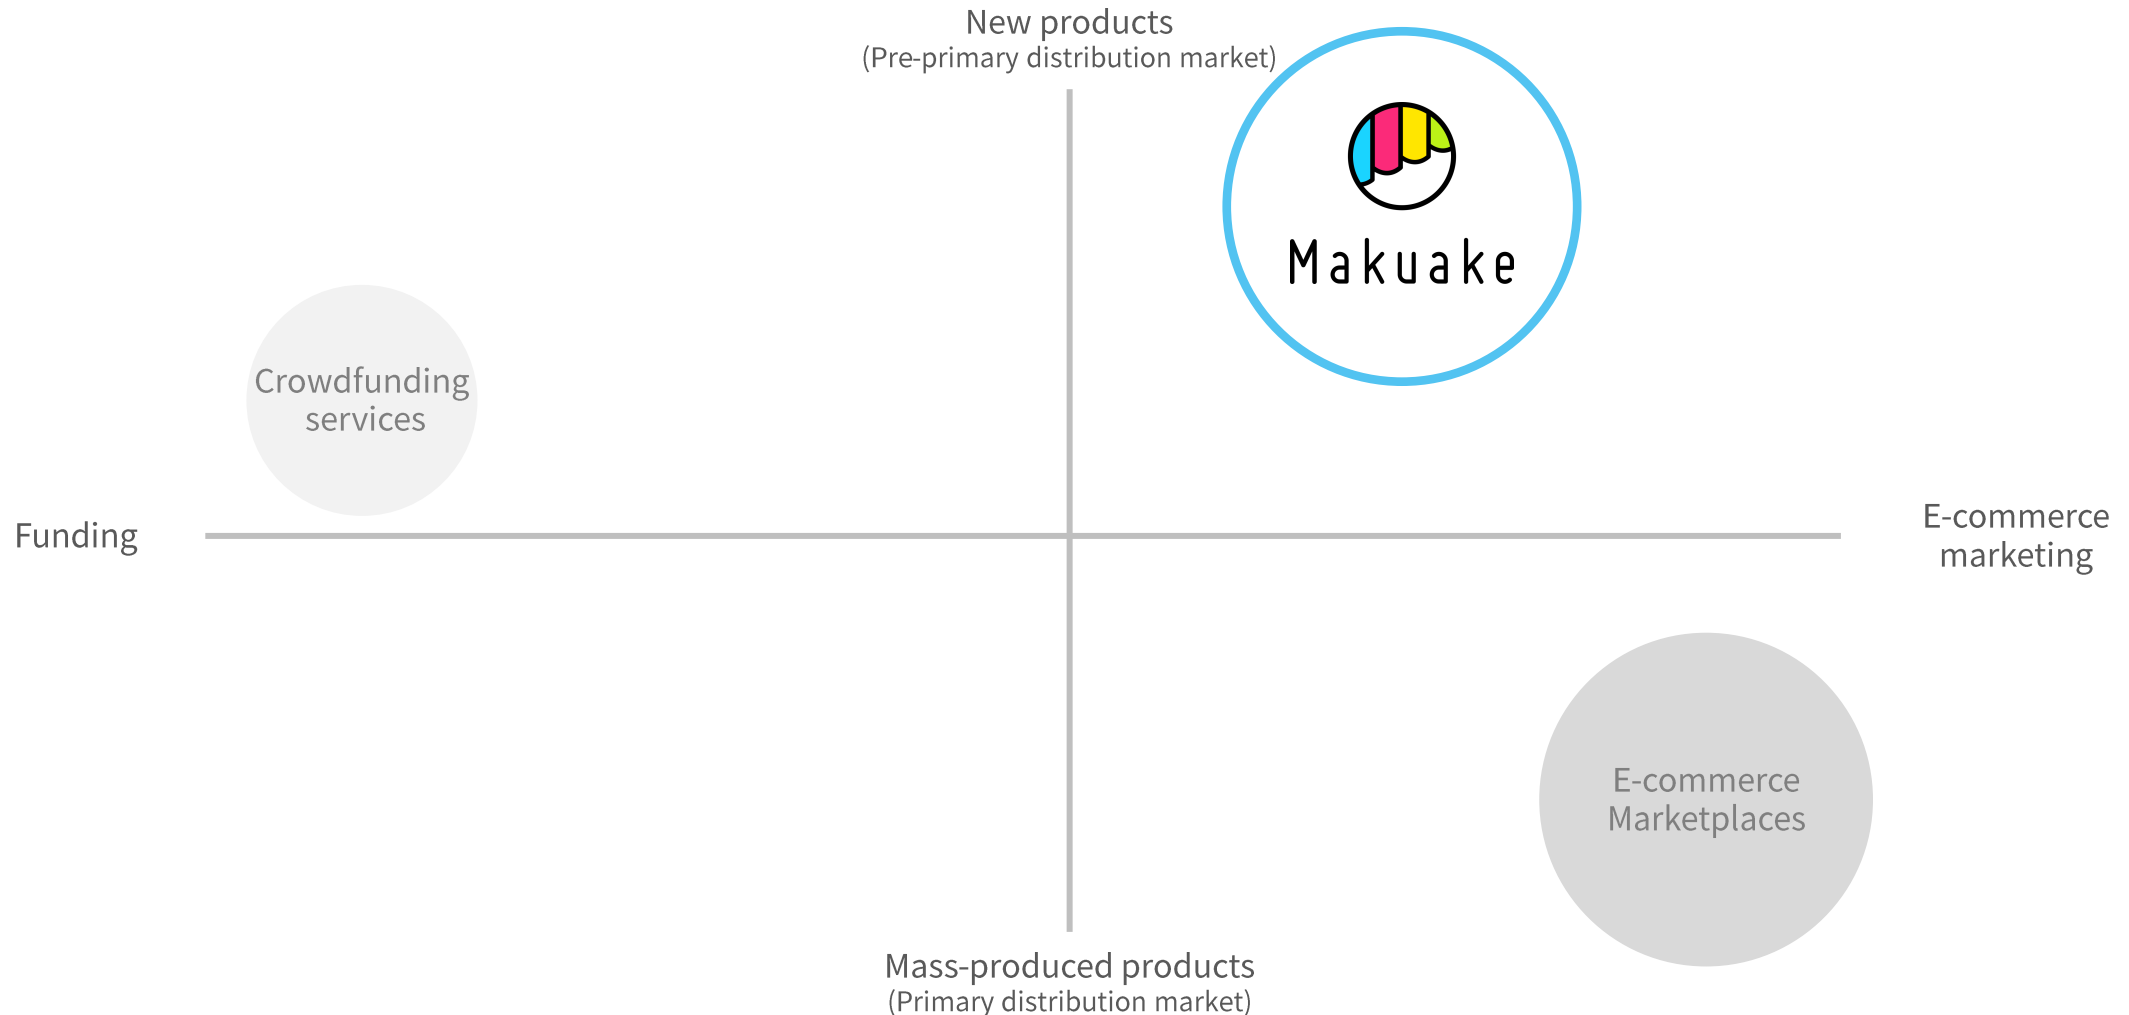 New products
(Pre-primary distribution market)
Makuake
Crowdfunding
services
Funding
E-commerce
marketing
E-commerce
Marketplaces
Mass-produced products
(Primary distribution market)